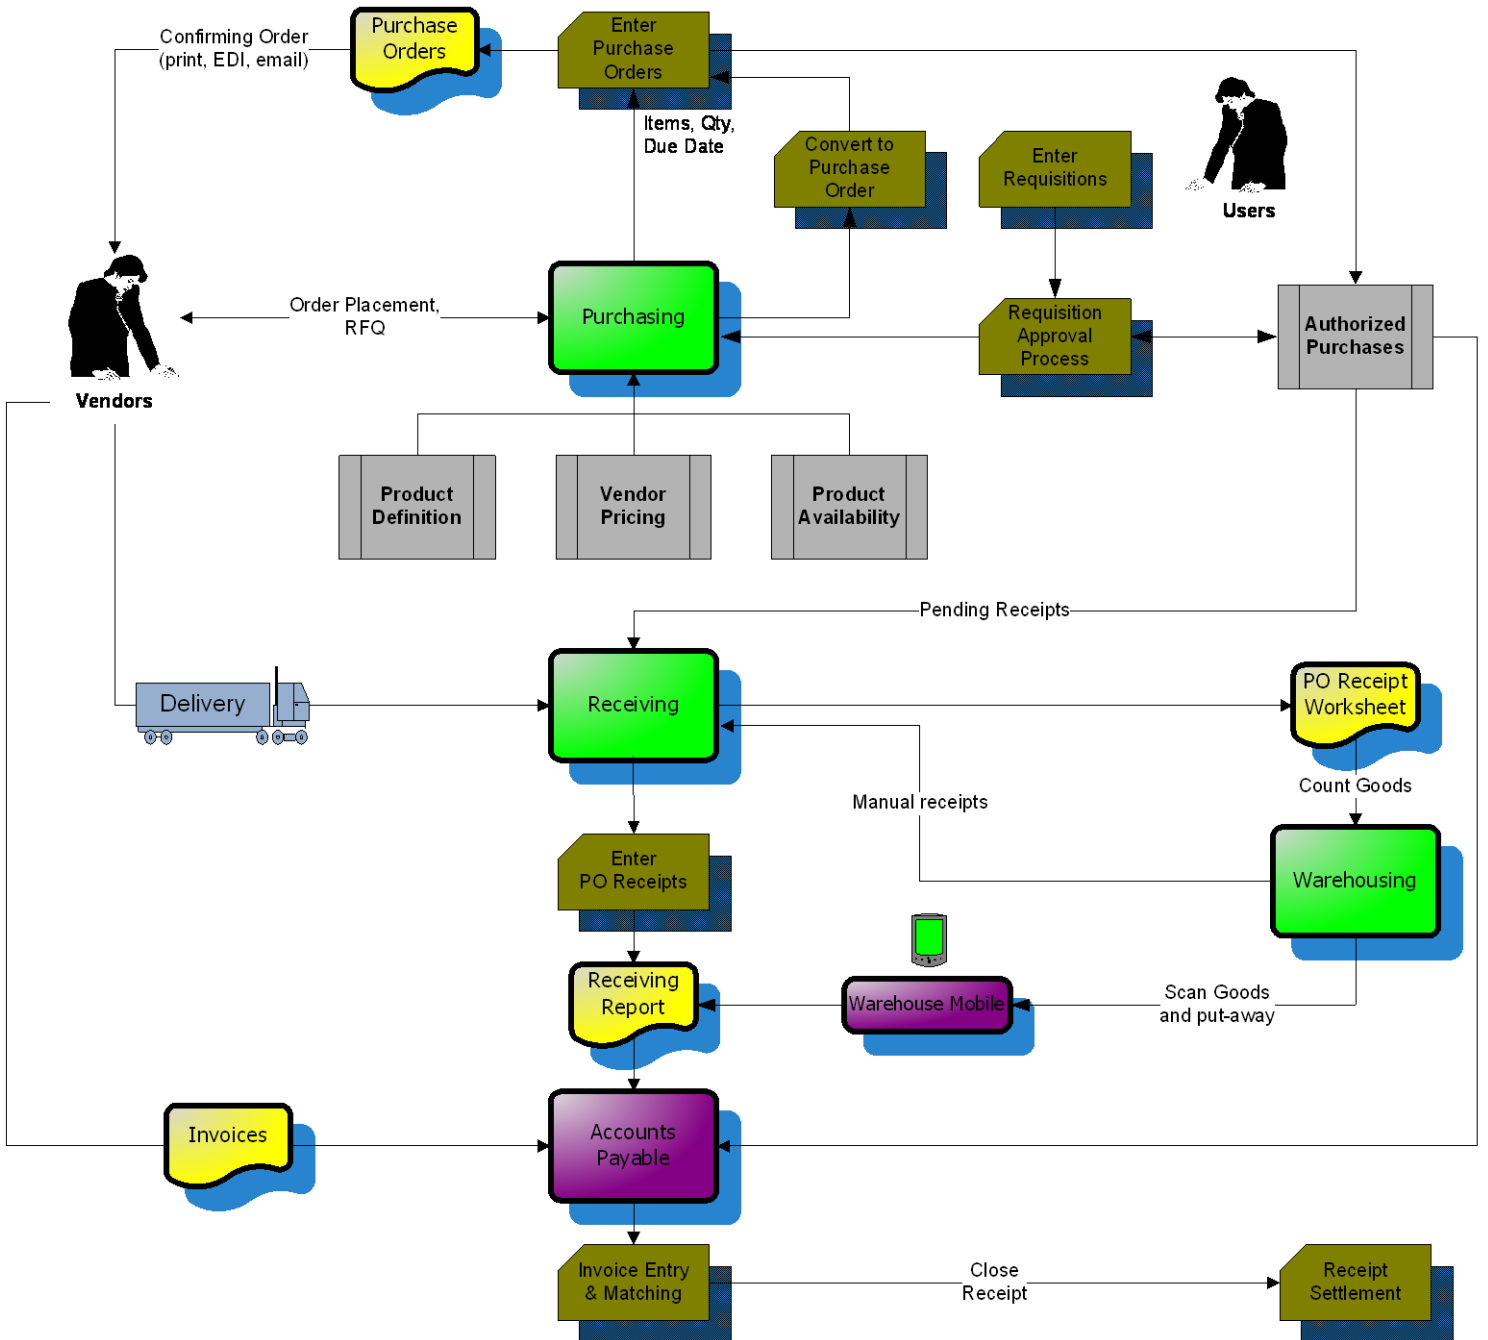 Confirming Order
(print, EDI, email)
Purchase
Orders
Enter
Purchase
Orders
Items, Qty,
Due Date
Convert to
Purchase
Order
Enter
Requisitions
Users
Vendors
Order Placement,
RFQ
Purchasing
Requisition
Approval
Process
Authorized
Purchases
Product
Definition
Vendor
Pricing
Product
Availability
Pending Receipts
Delivery
Receiving
PO Receipt
Worksheet
Count Goods
Manual receipts
Enter
PO Receipts
Warehousing
Receiving
Report
Warehouse Mobile
Scan Goods
and put-away
Invoices
Accounts
Payable
Invoice Entry
& Matching
Close
Receipt
Receipt
Settlement